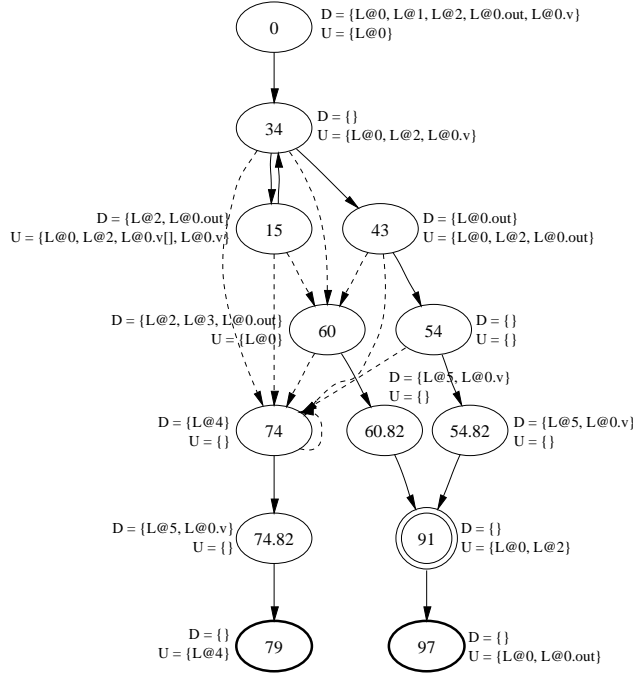 D = {L@0, L@1, L@2, L@0.out, L@0.v}
0
U = {L@0}
D = {}
34
U = {L@0, L@2, L@0.v}
D = {L@2, L@0.out}
U = {L@0, L@2, L@0.v[], L@0.v}
15
43
D = {L@0.out}
U = {L@0, L@2, L@0.out}
D = {L@2, L@3, L@0.out}
U = {L@0}
60
54
D = {}
U = {}
D = {L@5, L@0.v}
U = {}
D = {L@4}
U = {}
74
60.82
54.82
D = {L@5, L@0.v}
U = {}
D = {L@5, L@0.v}
U = {}
74.82
91
D = {}
U = {L@0, L@2}
D = {}
U = {L@4}
79
97
D = {}
U = {L@0, L@0.out}